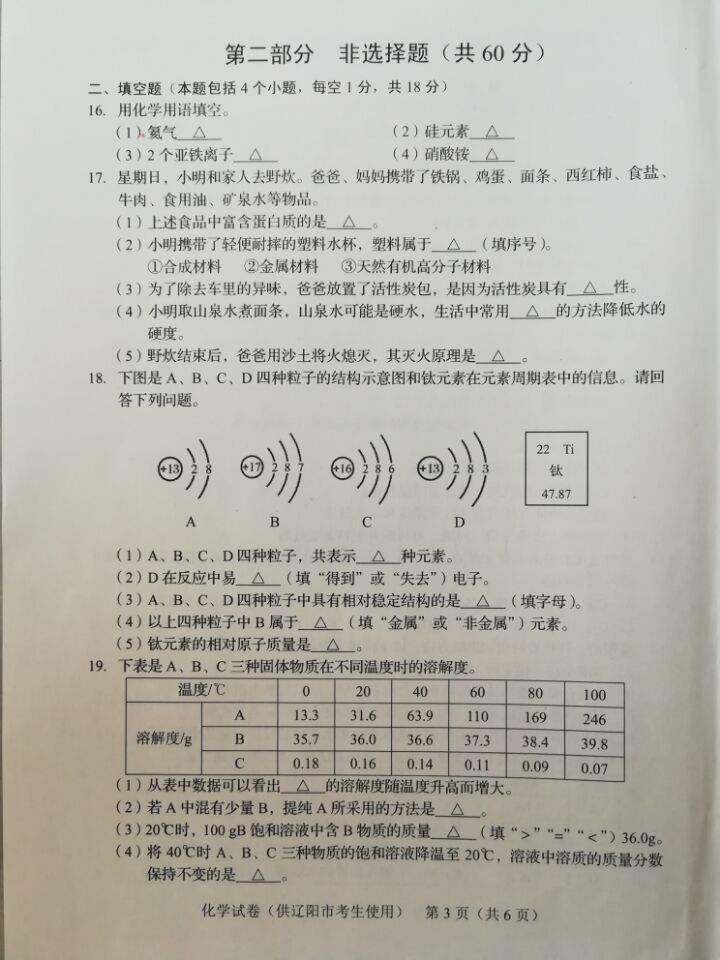 第二部分 非选择题（共 60 分）
二、填空题（本题包括 4 个小题，每空 1 分，共 18 分）
16. 用化学用语填空。
（1）氦气 △ （2）硅元素 △
（3）2 个亚铁离子 △ （4）硝酸铵 △
17. 星期日，小明和家人去野炊。爸爸、妈妈携带了铁锅、鸡蛋、面条、西红柿、食盐、
牛肉、食用油、矿泉水等物品。
（1）上述食品中富含蛋白质的是 △ 。
（2）小明携带了轻便耐摔的塑料水杯，塑料属于 △ （填序号）。
①合成材料 ②金属材料 ③天然有机高分子材料
（3）为了除去车里的异味，爸爸放置了活性炭包，是因为活性炭具有 △ 性。
（4）小明取山泉水煮面条，山泉水可能是硬水，生活中常用 △ 的方法降低水的
硬度。
（5）野炊结束后，爸爸用沙土将火熄灭，其灭火原理是 △ 。
18. 下图是 A、B、C、D 四种粒子的结构示意图和钛元素在元素周期表中的信息。请回
答下列问题。
+13 2 8 +17 2 8 7 +16 2 8 6 +13 2 8 3 22 Ti
钛
47.87
A B C D
（1）A、B、C、D 四种粒子，共表示 △ 种元素。
（2）D 在反应中易 △ （填“得到”或“失去”）电子。
（3）A、B、C、D 四种粒子中具有相对稳定结构的是 △ （填字母）。
（4）以上四种粒子中 B 属于 △ （填“金属”或“非金属”）元素。
（5）钛元素的相对原子质量是 △ 。
19. 下表是 A、B、C 三种固体物质在不同温度时的溶解度。
温度/℃ 0 20 40 60 80 100
溶解度/g A 13.3 31.6 63.9 110 169 246
B 35.7 36.0 36.6 37.3 38.4 39.8
C 0.18 0.16 0.14 0.11 0.09 0.07
（1）从表中数据可以看出 △ 的溶解度随温度升高而增大。
（2）若 A 中混有少量 B，提纯 A 所采用的方法是 △ 。
（3）20℃时，100 gB 饱和溶液中含 B 物质的质量 △ （填“>”“=”“<”）36.0g。
（4）将 40℃时 A、B、C 三种物质的饱和溶液降温至 20℃，溶液中溶质的质量分数
保持不变的是 △ 。
化学试卷（供辽阳市考生使用） 第 3 页（共 6 页）